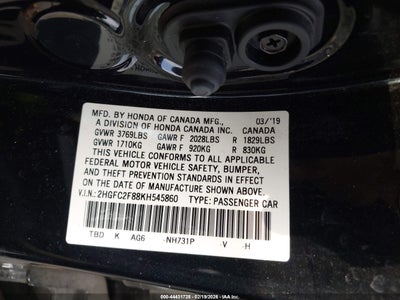 MFD. BY HONDA OF CANADA MFG., 03/'19
A DIVISION OF HONDA CANADA INC. CANADA
GVWR 3769LBS GAWR F 2028LBS R 1829LBS
GVWR 1710KG GAWR F 920KG R 830KG
THIS VEHICLE CONFORMS TO ALL APPLICABLE
FEDERAL MOTOR VEHICLE SAFETY, BUMPER,
AND THEFT PREVENTION STANDARDS IN EFFECT
ON THE DATE OF MANUFACTURE SHOWN ABOVE.
V.I.N.: 2HGFC2F88KH545860 TYPE: PASSENGER CAR
TBD K AG6 -NH731P -V -H
000-44431728 - 02/19/2026 - IAA, Inc.